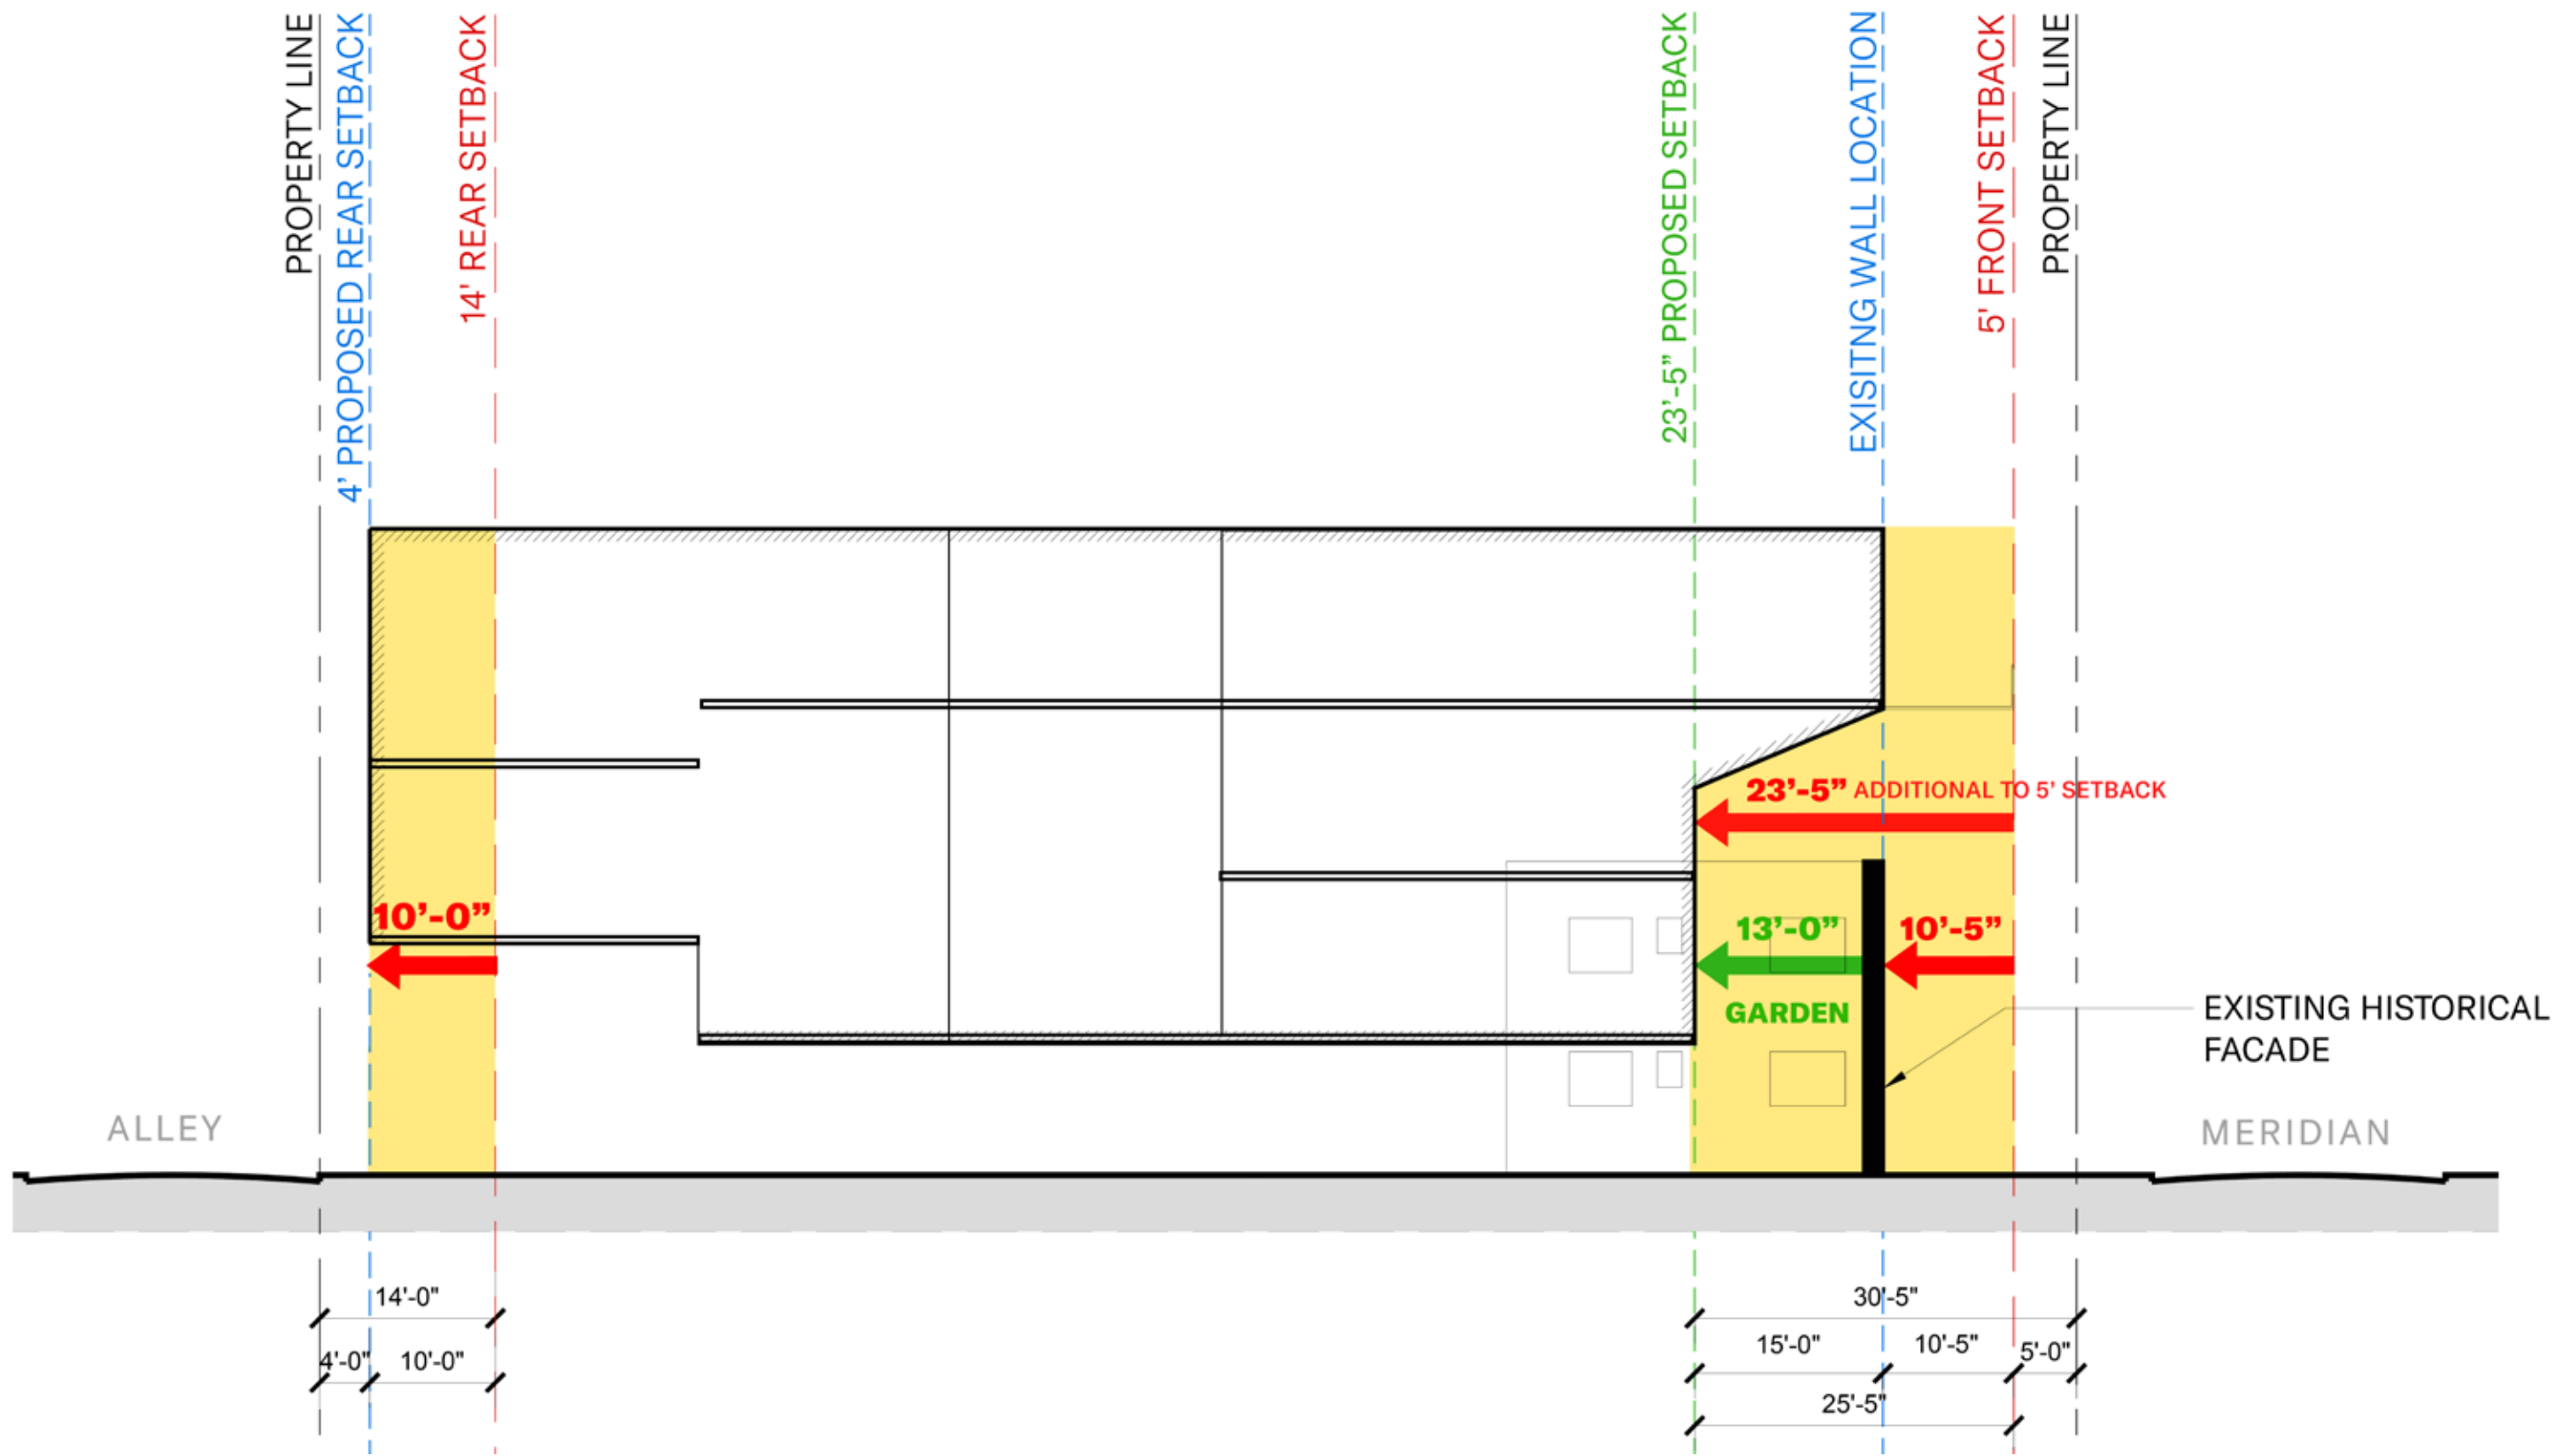 PROPERTY LINE
4’ PROPOSED REAR SETBACK
14' REAR SETBACK
23’-5” PROPOSED SETBACK
EXISITNG WALL LOCATION
5' FRONT SETBACK
PROPERTY LINE
23’-5” ADDITIONAL TO 5’ SETBACK
10’-0”
13’-0”
10’-5”
GARDEN
EXISTING HISTORICAL
FACADE
ALLEY
MERIDIAN
14'-0"
30'-5"
15'-0"
10'-5"
5'-0"
4'-0"
10'-0"
25'-5"